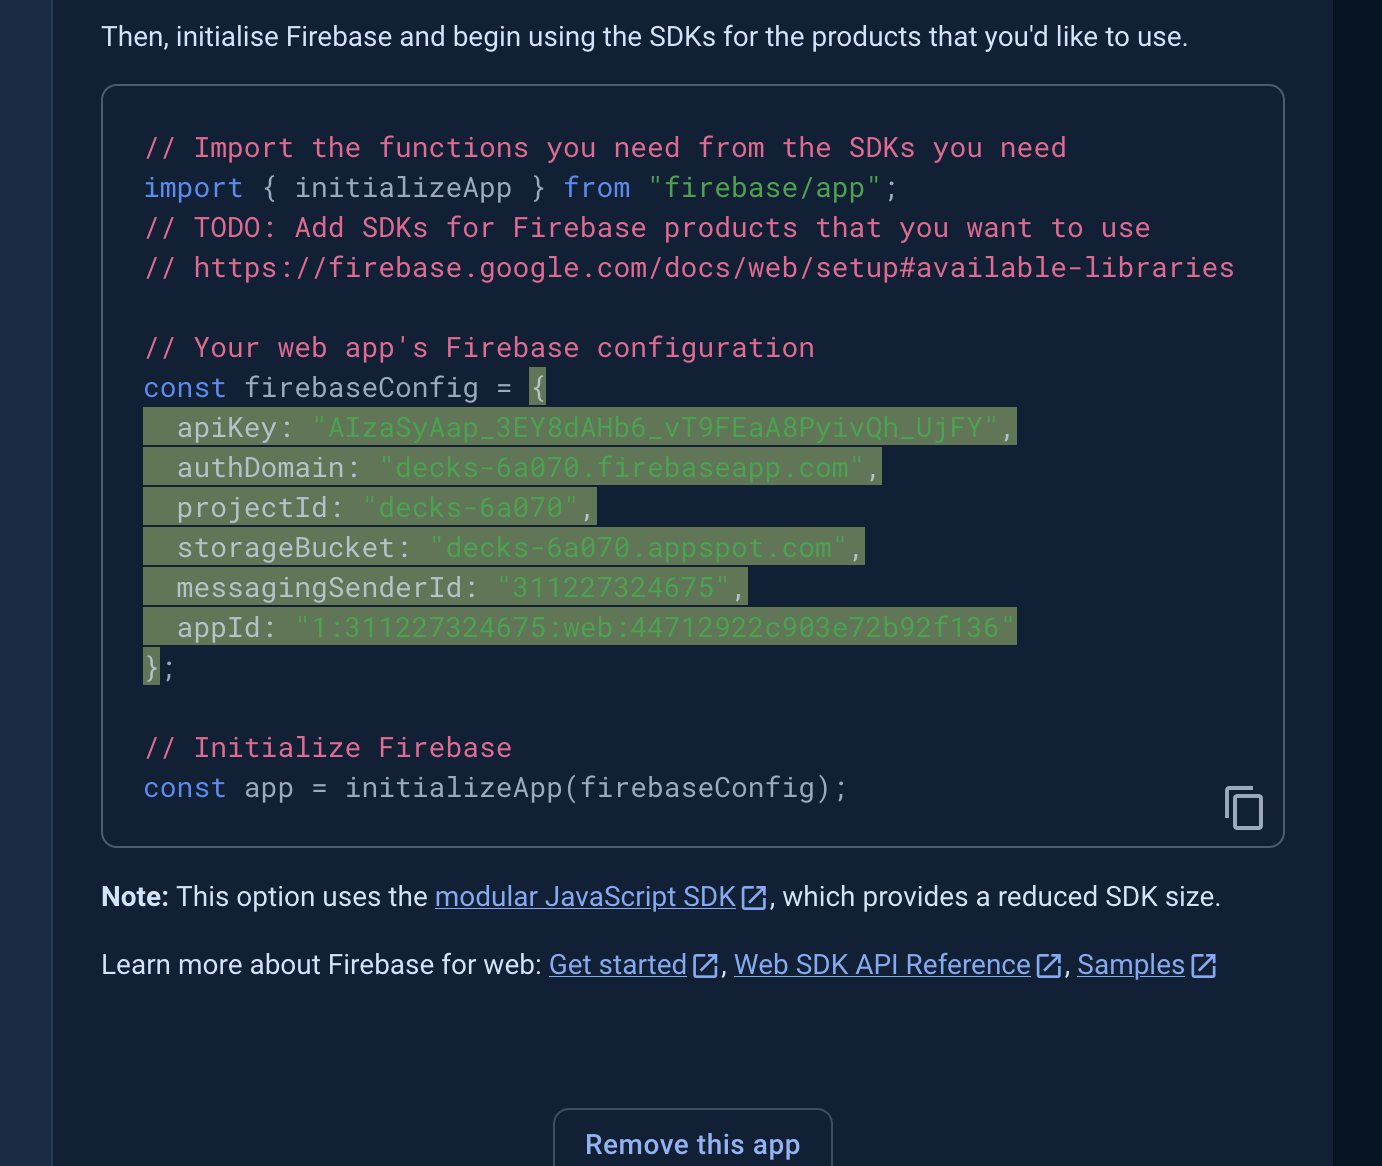 Then, initialise Firebase and begin using the SDKs for the products that you'd like to use.
// Import the functions you need from the SDKs you need
import { initializeApp } from "firebase/app";
// TODO: Add SDKs for Firebase products that you want to use
// https://firebase.google.com/docs/web/setup#available-libraries
// Your web app's Firebase configuration
const firebaseConfig = {
  apiKey: "AIzaSyAap_3EY8dAHb6_vT9FEaA8PyivQh_UjFY",
  authDomain: "decks-6a070.firebaseapp.com",
  projectId: "decks-6a070",
  storageBucket: "decks-6a070.appspot.com",
  messagingSenderId: "311227324675",
  appId: "1:311227324675:web:44712922c903e72b92f136"
};
// Initialize Firebase
const app = initializeApp(firebaseConfig);
Note: This option uses the modular JavaScript SDK, which provides a reduced SDK size.
Learn more about Firebase for web: Get started, Web SDK API Reference, Samples
Remove this app